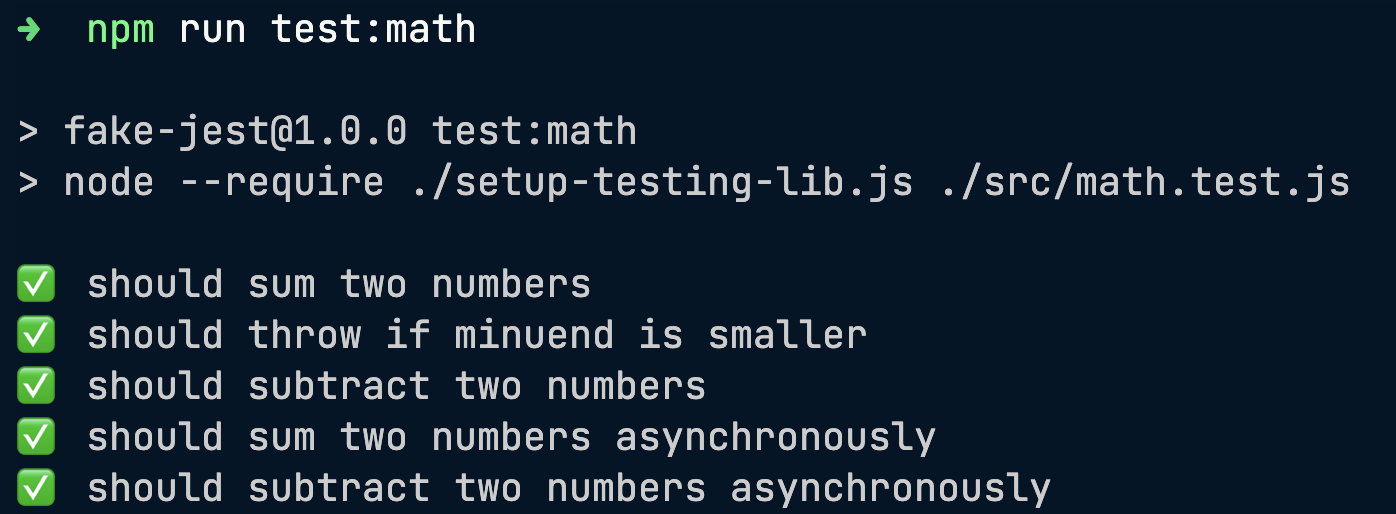 ➜ npm run test:math
> fake-jest@1.0.0 test:math
> node --require ./setup-testing-lib.js ./src/math.test.js
✅ should sum two numbers
✅ should throw if minuend is smaller
✅ should subtract two numbers
✅ should sum two numbers asynchronously
✅ should subtract two numbers asynchronously